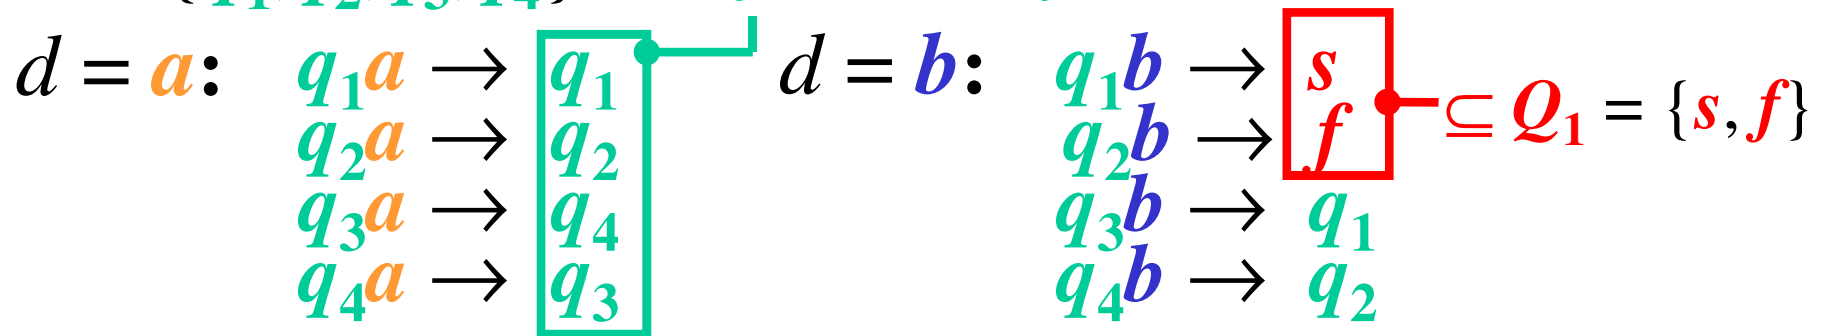 d = a: q₁a → q₁ d = b: q₁b → s
q₂a → q₂ q₂b → f ⊆ Q₁ = {s, f}
q₃a → q₄ q₃b → q₁
q₄a → q₃ q₄b → q₂